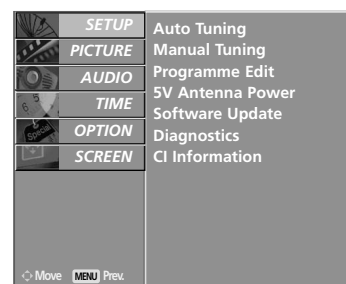 SETUP
PICTURE
AUDIO
TIME
OPTION
SCREEN
Auto Tuning
Manual Tuning
Programme Edit
5V Antenna Power
Software Update
Diagnostics
CI Information
Special
Move MENU Prev.